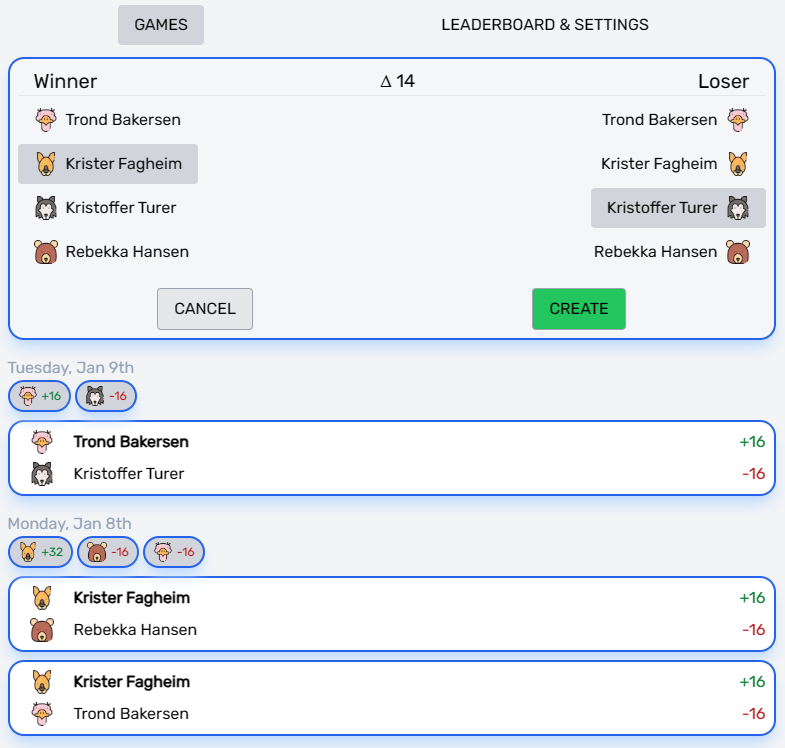 GAMES LEADERBOARD & SETTINGS
Winner Δ 14 Loser
Trond Bakersen Trond Bakersen
Krister Fagheim Krister Fagheim
Kristoffer Turer Kristoffer Turer
Rebekka Hansen Rebekka Hansen
CANCEL CREATE
Tuesday, Jan 9th
+16 -16
Trond Bakersen +16
Kristoffer Turer -16
Monday, Jan 8th
+32 -16 -16
Krister Fagheim +16
Rebekka Hansen -16
Krister Fagheim +16
Trond Bakersen -16